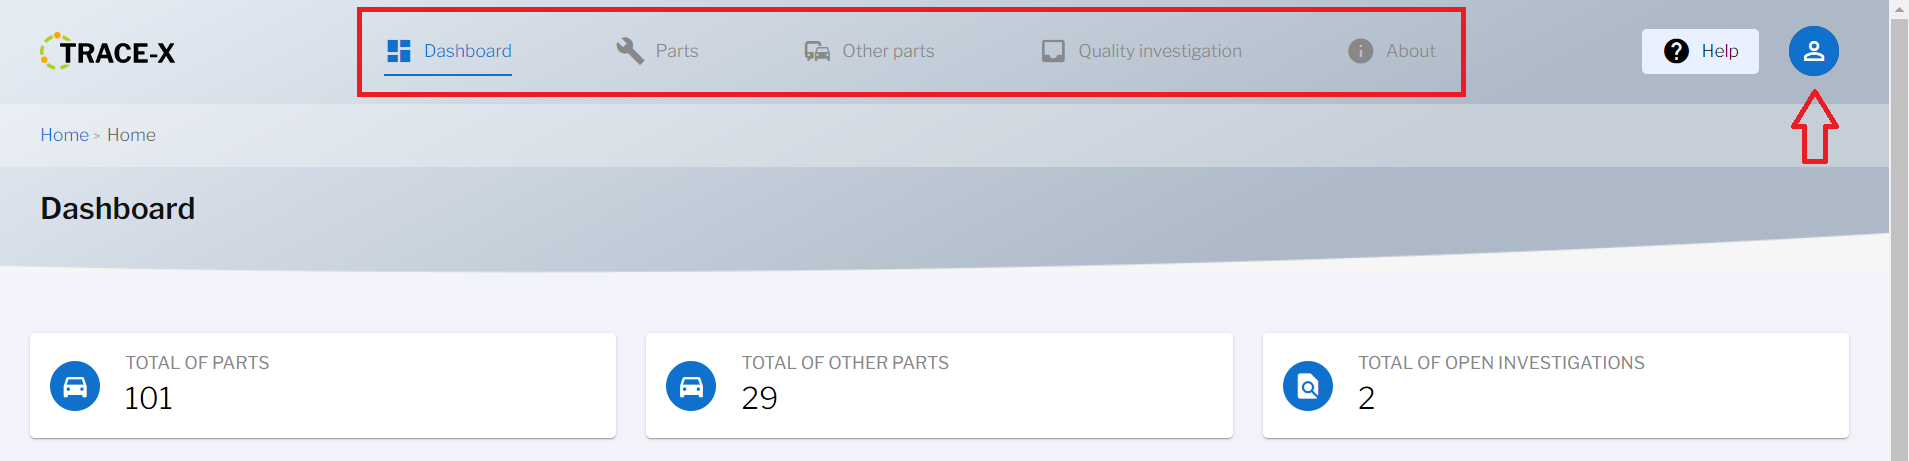 TRACE-X Dashboard Parts Other parts Quality investigation About Help
Home > Home
Dashboard
TOTAL OF PARTS
101
TOTAL OF OTHER PARTS
29
TOTAL OF OPEN INVESTIGATIONS
2